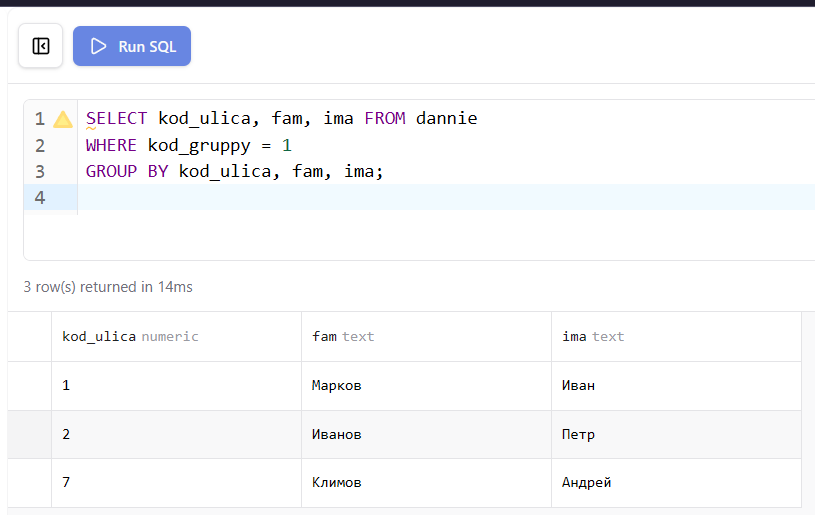 Run SQL
1 SELECT kod_ulica, fam, ima FROM dannie
2 WHERE kod_gruppy = 1
3 GROUP BY kod_ulica, fam, ima;
4
3 row(s) returned in 14ms
kod_ulica numeric fam text ima text
1 Марков Иван
2 Иванов Петр
7 Климов Андрей